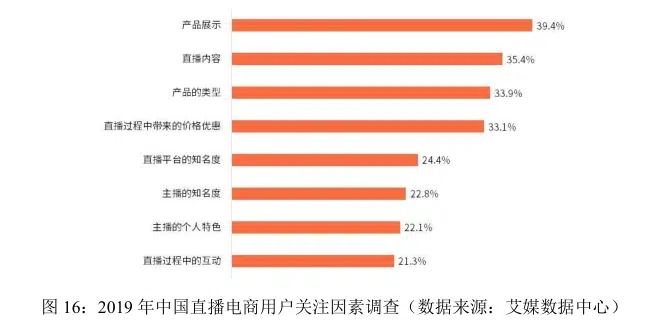 产品展示 39.4%
直播内容 35.4%
产品的类型 33.9%
直播过程中带来的价格优惠 33.1%
直播平台的知名度 24.4%
主播的知名度 22.8%
主播的个人特色 22.1%
直播过程中的互动 21.3%
图 16：2019 年中国直播电商用户关注因素调查（数据来源：艾媒数据中心）